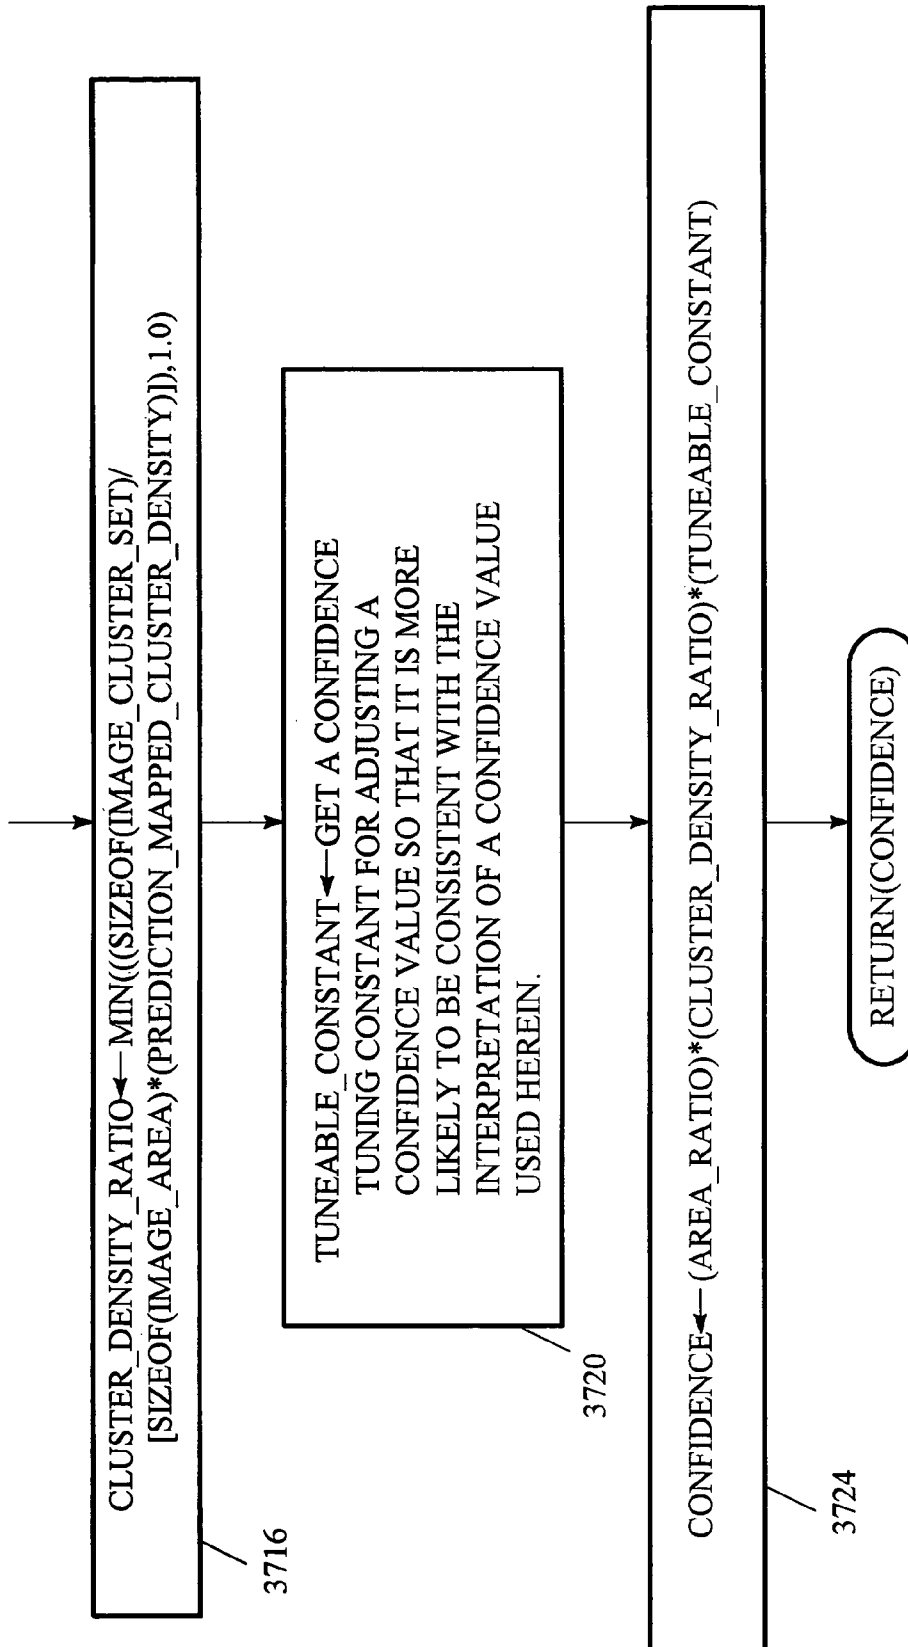 CLUSTER_DENSITY_RATIO←MIN(((SIZEOF(IMAGE_CLUSTER_SET)/
[SIZEOF(IMAGE_AREA)*(PREDICTION_MAPPED_CLUSTER_DENSITY)]),1.0)
3716
TUNEABLE_CONSTANT←GET A CONFIDENCE
TUNING CONSTANT FOR ADJUSTING A
CONFIDENCE VALUE SO THAT IT IS MORE
LIKELY TO BE CONSISTENT WITH THE
INTERPRETATION OF A CONFIDENCE VALUE
USED HEREIN.
3720
CONFIDENCE←(AREA_RATIO)*(CLUSTER_DENSITY_RATIO)*(TUNEABLE_CONSTANT)
3724
RETURN(CONFIDENCE)